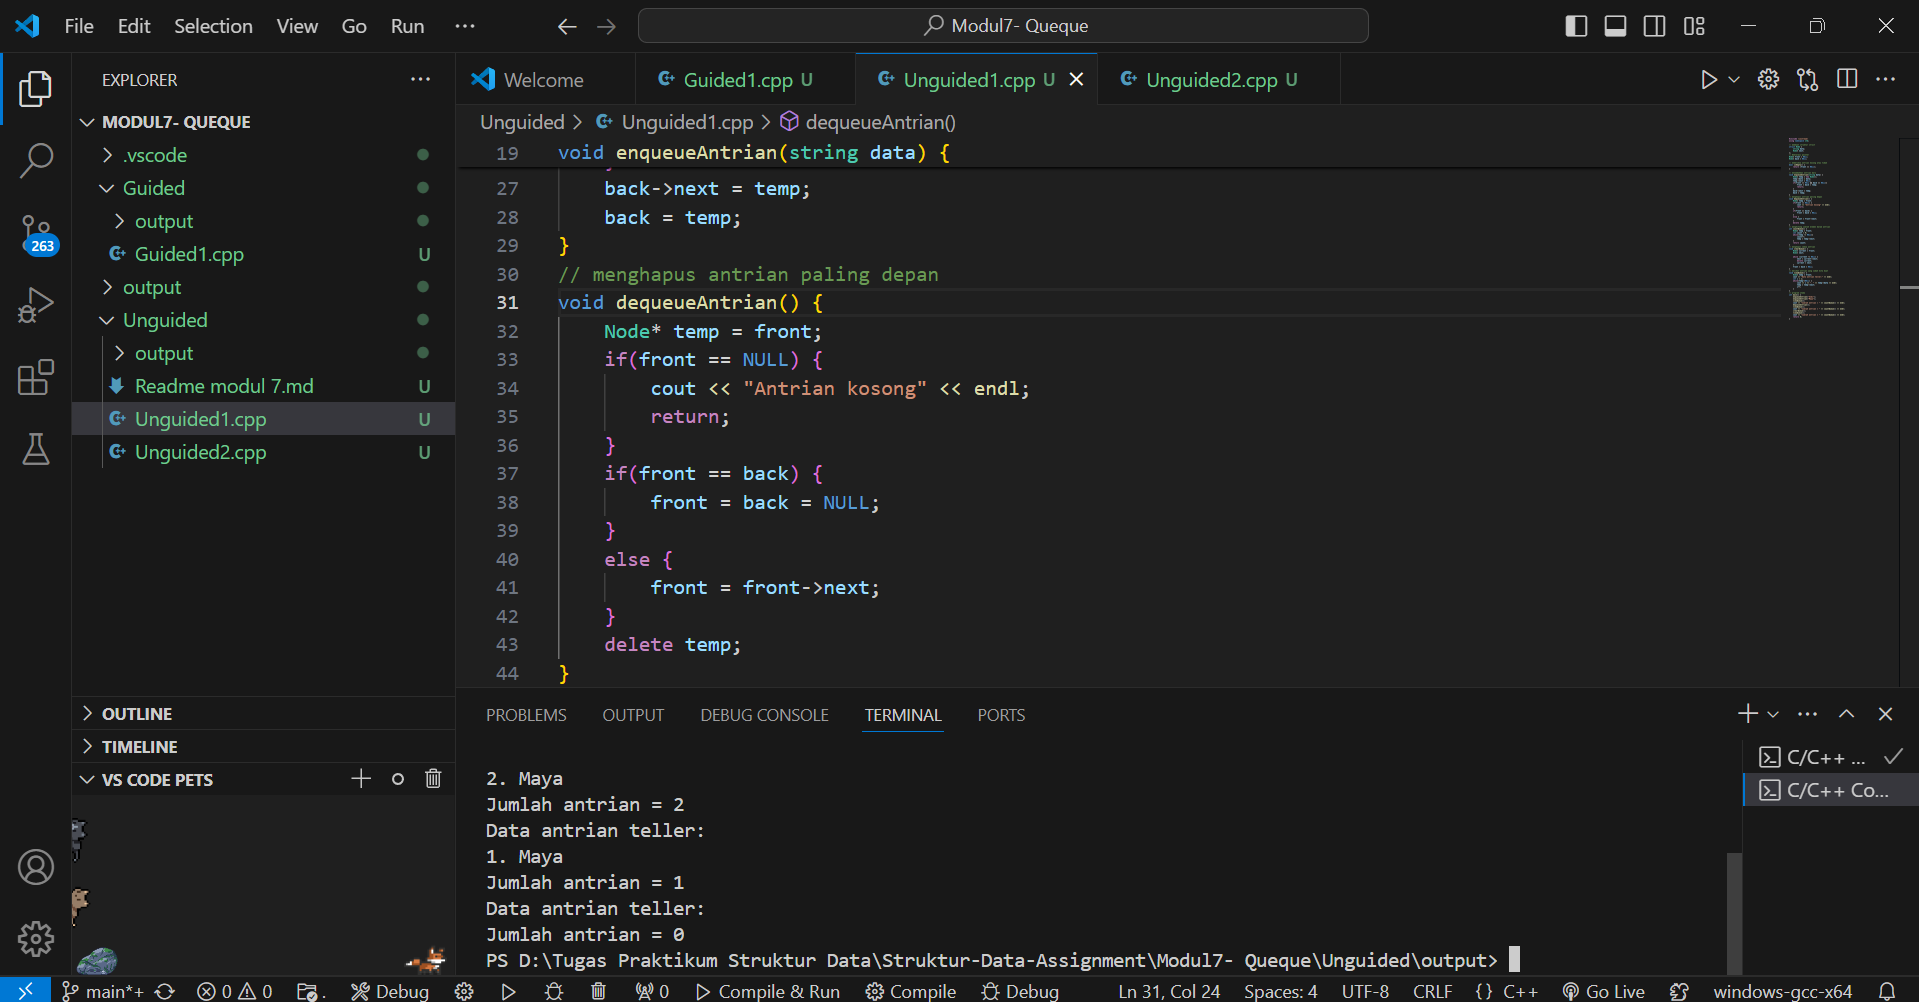 File Edit Selection View Go Run ··· Modul7- Queque
EXPLORER
MODUL7- QUEQUE
.vscode
Guided
output
Guided1.cpp U
output
Unguided
output
Readme modul 7.md U
Unguided1.cpp U
Unguided2.cpp U
OUTLINE
TIMELINE
VS CODE PETS
263
Welcome Guided1.cpp U Unguided1.cpp U Unguided2.cpp U
Unguided > Unguided1.cpp > dequeueAntrian()
19 void enqueueAntrian(string data) {
27 back->next = temp;
28 back = temp;
29 }
30 // menghapus antrian paling depan
31 void dequeueAntrian() {
32 Node* temp = front;
33 if(front == NULL) {
34 cout << "Antrian kosong" << endl;
35 return;
36 }
37 if(front == back) {
38 front = back = NULL;
39 }
40 else {
41 front = front->next;
42 }
43 delete temp;
44 }
PROBLEMS OUTPUT DEBUG CONSOLE TERMINAL PORTS
2. Maya
Jumlah antrian = 2
Data antrian teller:
1. Maya
Jumlah antrian = 1
Data antrian teller:
Jumlah antrian = 0
PS D:\Tugas Praktikum Struktur Data\Struktur-Data-Assignment\Modul7- Queque\Unguided\output>
C/C++ ...
C/C++ Co...
main*+ 0 0 . Debug 0 Compile & Run Compile Debug Ln 31, Col 24 Spaces: 4 UTF-8 CRLF {} C++ Go Live windows-gcc-x64